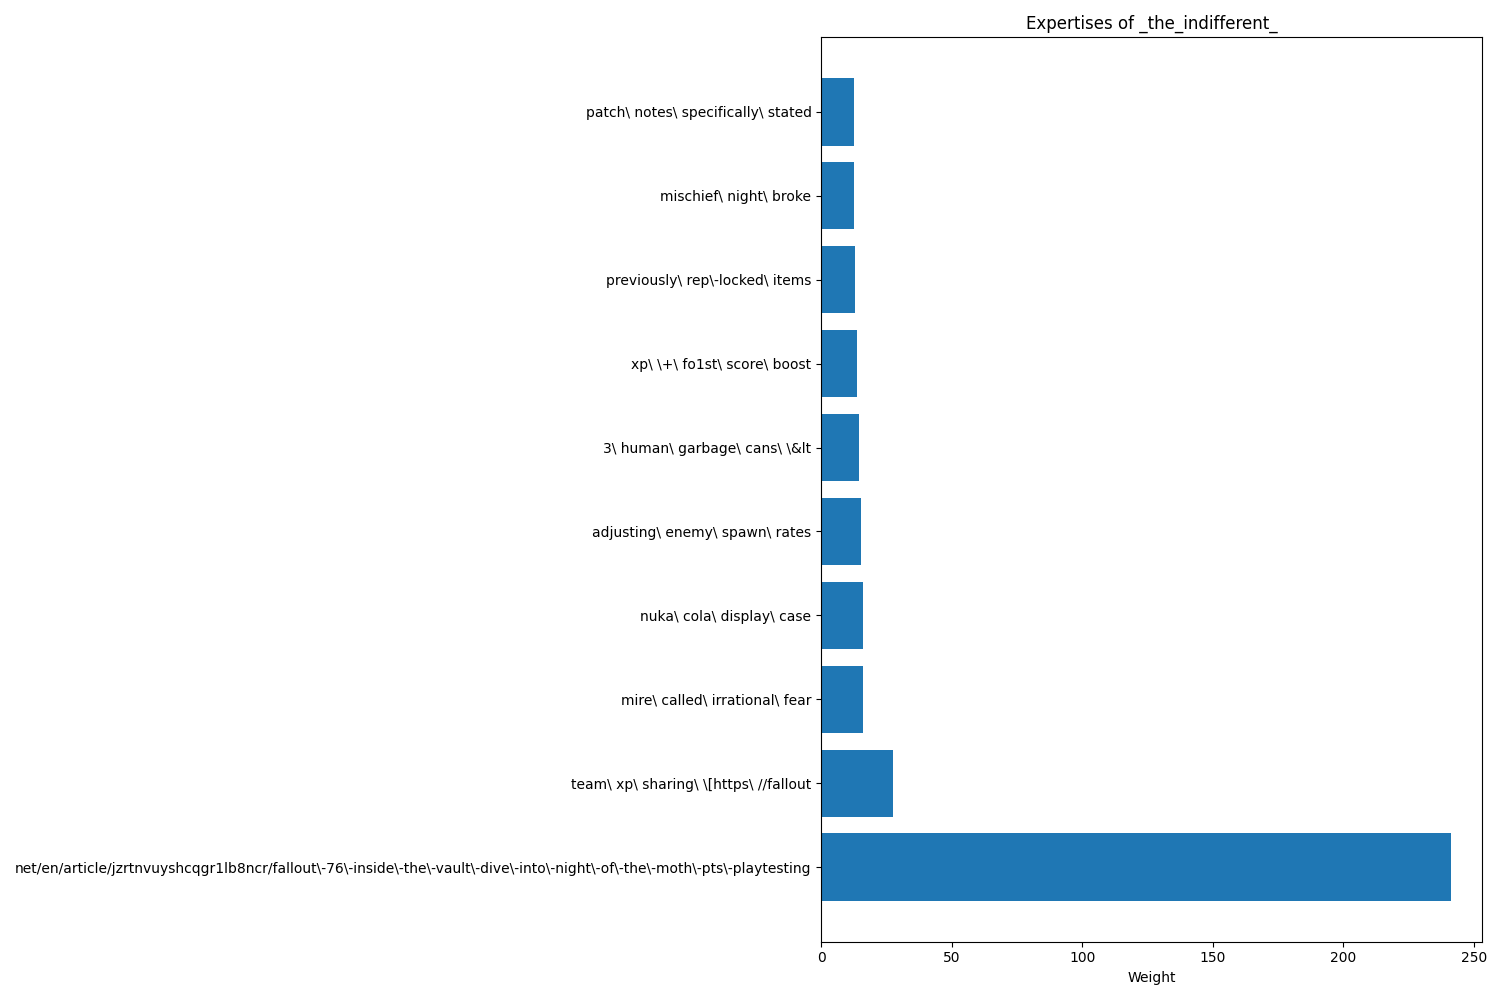 Expertises of _the_indifferent_
patch\ notes\ specifically\ stated
mischief\ night\ broke
previously\ rep\-locked\ items
xp\ \+\ fo1st\ score\ boost
3\ human\ garbage\ cans\ \&lt
adjusting\ enemy\ spawn\ rates
nuka\ cola\ display\ case
mire\ called\ irrational\ fear
team\ xp\ sharing\ \[https\ //fallout
net/en/article/jzrtnvuyshcqgr1lb8ncr/fallout\-76\-inside\-the\-vault\-dive\-into\-night\-of\-the\-moth\-pts\-playtesting
0 50 100 150 200 250
Weight